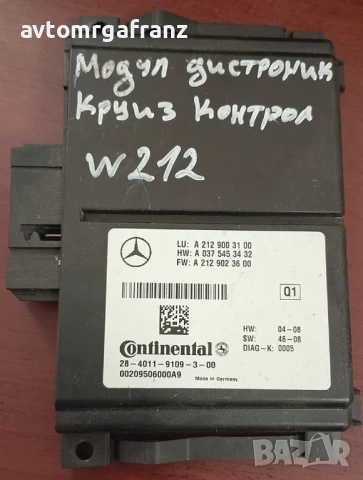 @avtogarfranz
Модул дистроник
Круиз контрол
W212
LU: A 212 900 31 00
HW: A 037 545 34 32
FW: A 212 902 36 00
Q1
HW: 04-08
SW: 46-08
DIAG-K: 0005
Continental
28-4011-9109-3-00
00209506000A9
Made in Germany
bazar